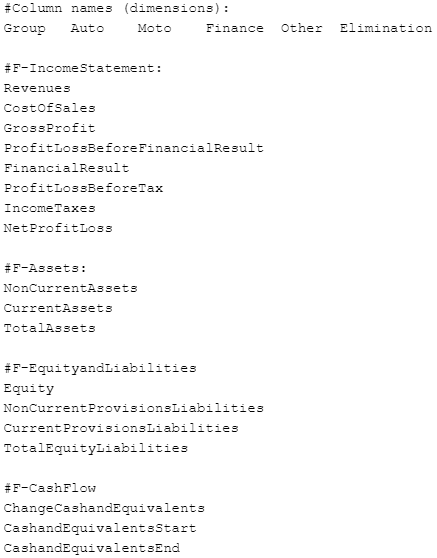 #Column names (dimensions):
Group Auto Moto Finance Other Elimination
#F-IncomeStatement:
Revenues
CostOfSales
GrossProfit
ProfitLossBeforeFinancialResult
FinancialResult
ProfitLossBeforeTax
IncomeTaxes
NetProfitLoss
#F-Assets:
NonCurrentAssets
CurrentAssets
TotalAssets
#F-EquityandLiabilities
Equity
NonCurrentProvisionsLiabilities
CurrentProvisionsLiabilities
TotalEquityLiabilities
#F-CashFlow
ChangeCashandEquivalents
CashandEquivalentsStart
CashandEquivalentsEnd